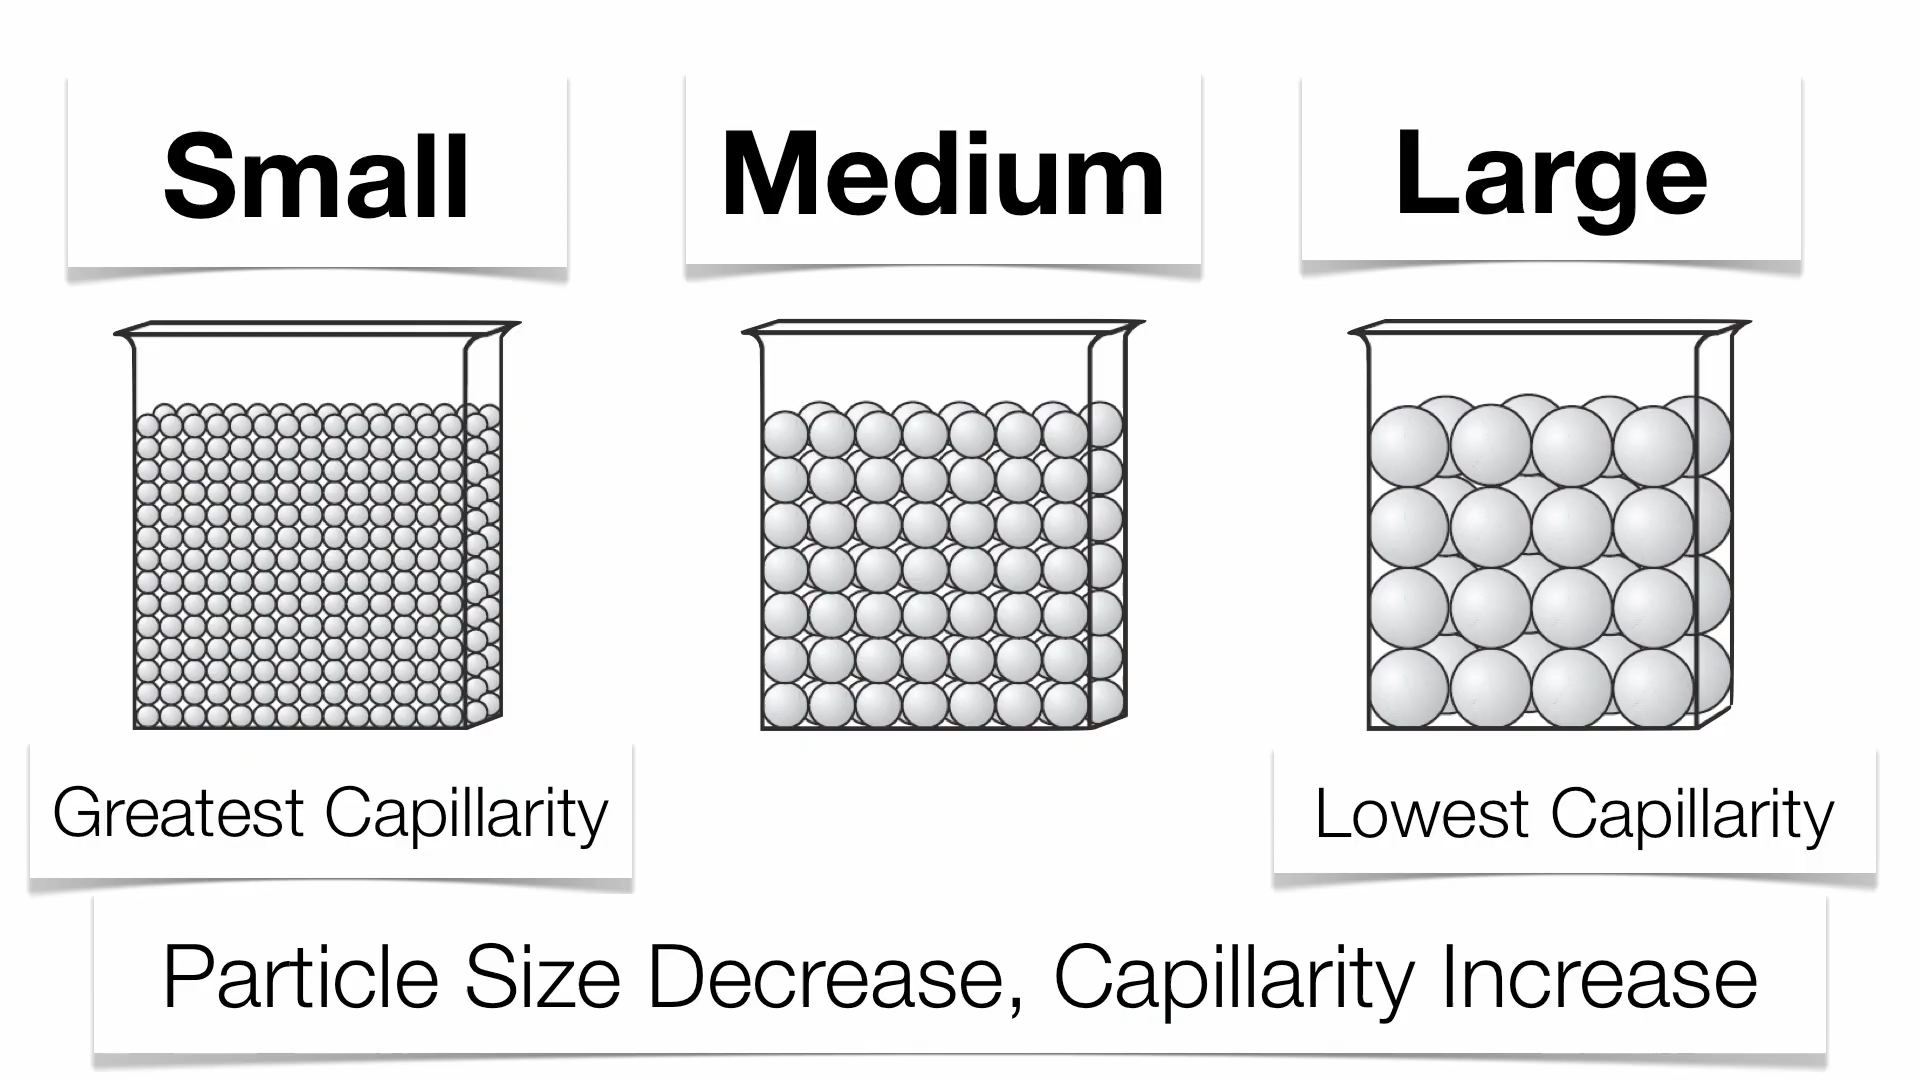 Small
Medium
Large
Greatest Capillarity
Lowest Capillarity
Particle Size Decrease, Capillarity Increase